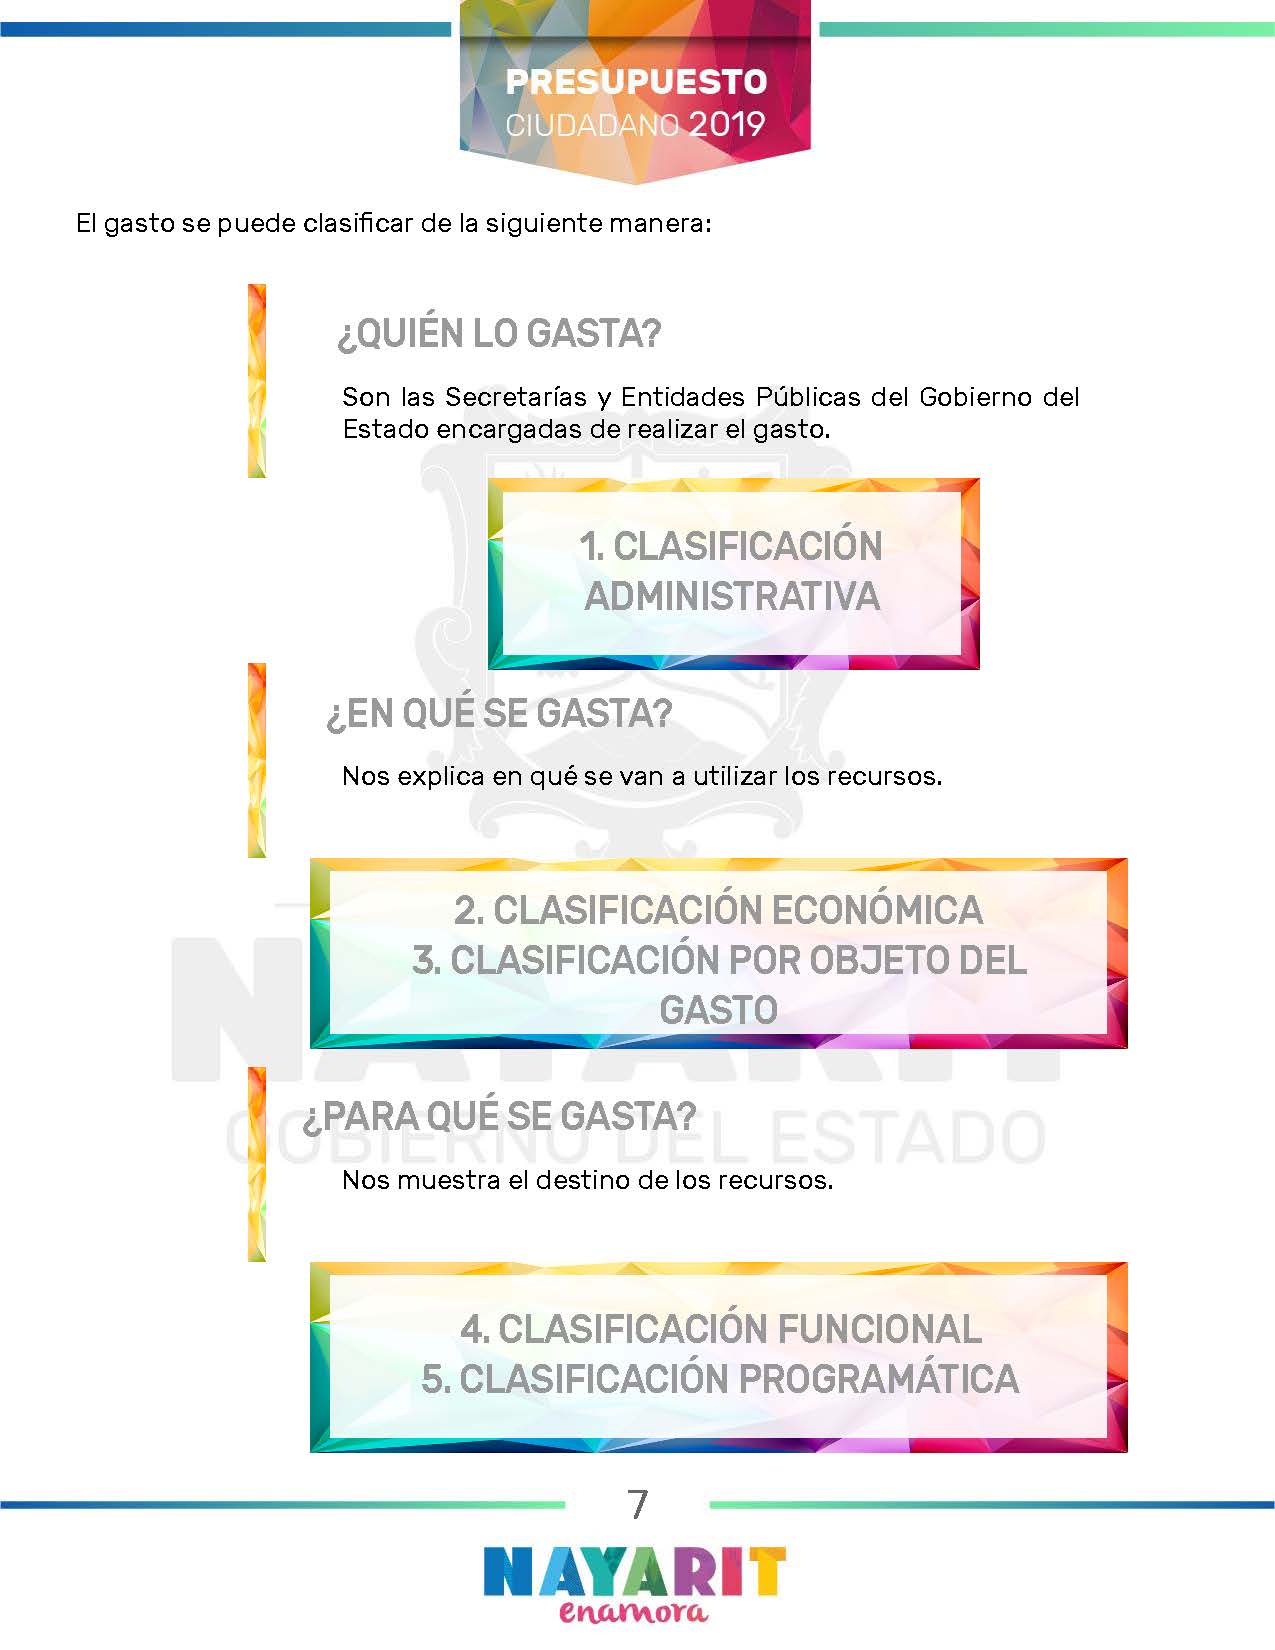 PRESUPUESTO
CIUDADANO 2019
El gasto se puede clasificar de la siguiente manera:
¿QUIÉN LO GASTA?
Son las Secretarías y Entidades Públicas del Gobierno del
Estado encargadas de realizar el gasto.
1. CLASIFICACIÓN
ADMINISTRATIVA
¿EN QUÉ SE GASTA?
Nos explica en qué se van a utilizar los recursos.
2. CLASIFICACIÓN ECONÓMICA
3. CLASIFICACIÓN POR OBJETO DEL
GASTO
NAYARIT
¿PARA QUÉ SE GASTA?
GOBIERNO DEL ESTADO
Nos muestra el destino de los recursos.
4. CLASIFICACIÓN FUNCIONAL
5. CLASIFICACIÓN PROGRAMÁTICA
7
NAYARIT
enamora